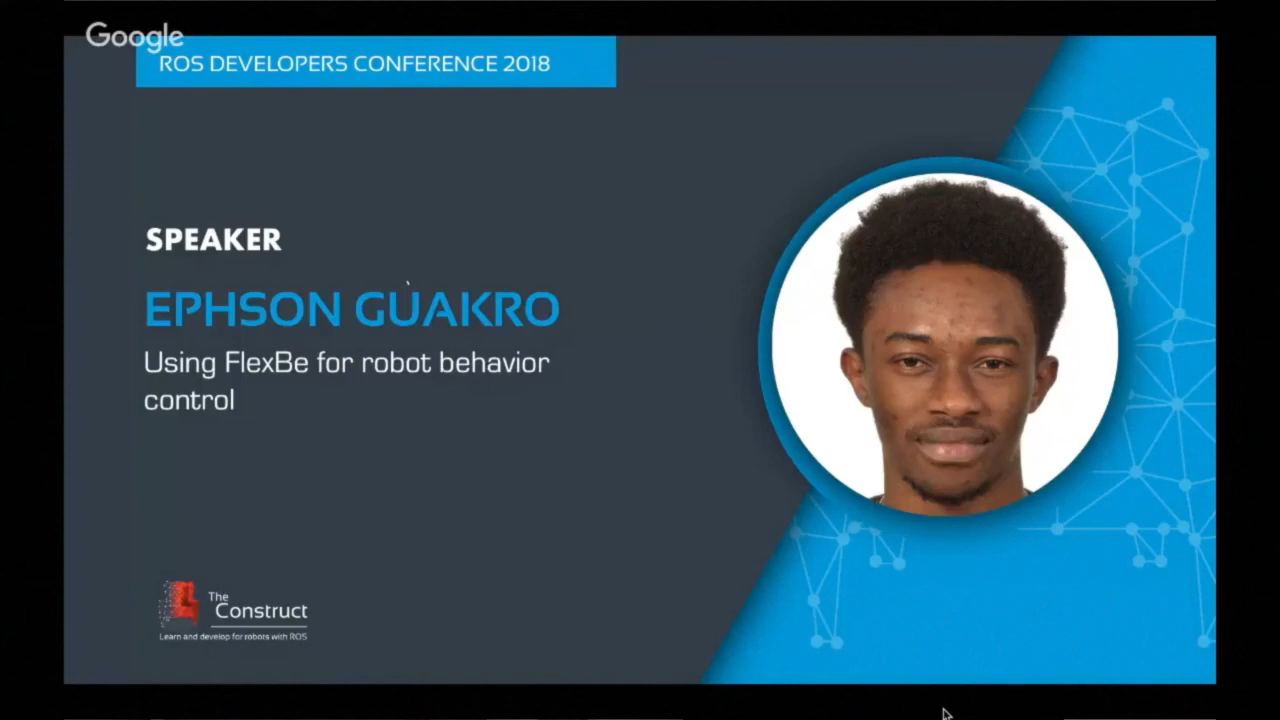 Google
ROS DEVELOPERS CONFERENCE 2018
SPEAKER
EPHSON GUAKRO
Using FlexBe for robot behavior
control
The
Construct
Learn and develop for robots with ROS